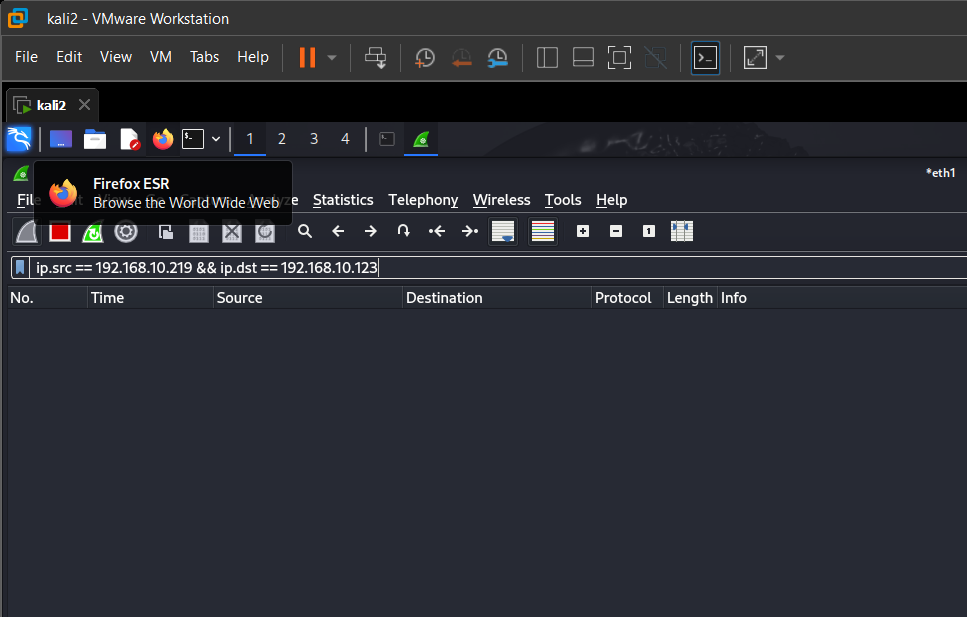 kali2 - VMware Workstation
File Edit View VM Tabs Help
kali2
1 2 3 4
*eth1
Firefox ESR
Browse the World Wide Web
File Statistics Telephony Wireless Tools Help
ip.src == 192.168.10.219 && ip.dst == 192.168.10.123
No. Time Source Destination Protocol Length Info